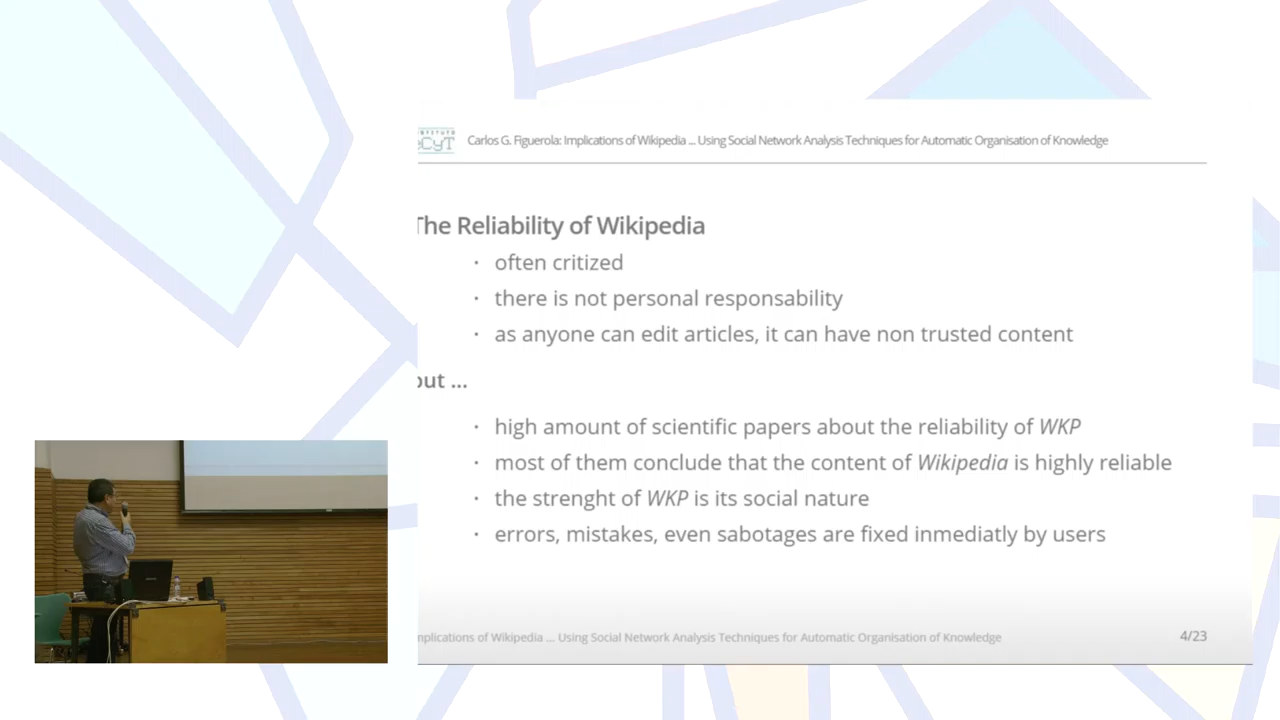 Carlos G. Figuerola: Implications of Wikipedia ... Using Social Network Analysis Techniques for Automatic Organisation of Knowledge
The Reliability of Wikipedia
· often critized
· there is not personal responsability
· as anyone can edit articles, it can have non trusted content
out ...
· high amount of scientific papers about the reliability of WKP
· most of them conclude that the content of Wikipedia is highly reliable
· the strenght of WKP is its social nature
· errors, mistakes, even sabotages are fixed inmediatly by users
mplications of Wikipedia ... Using Social Network Analysis Techniques for Automatic Organisation of Knowledge
4/23